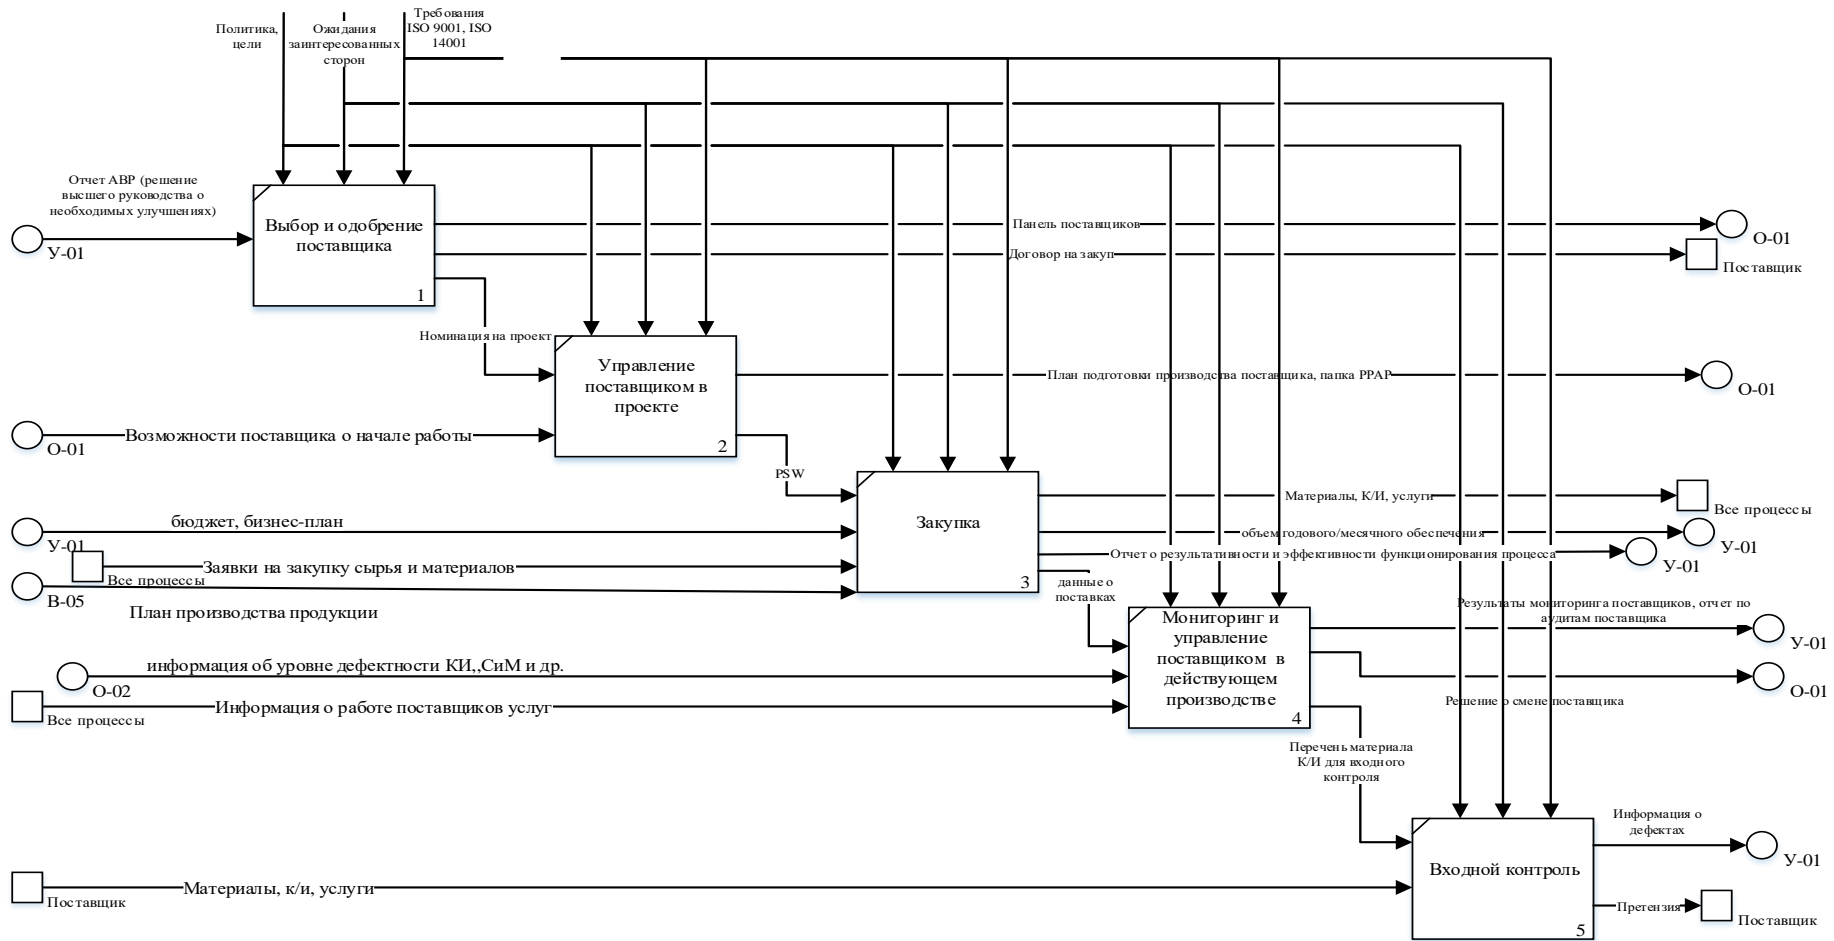 Политика,
цели
Ожидания
заинтересованных
сторон
Требования
ISO 9001, ISO
14001
Отчет АВР (решение
высшего руководства о
необходимых улучшениях)
У-01
Выбор и одобрение
поставщика
1
Панель поставщиков
О-01
Договор на закуп
Поставщик
Номинация на проект
Управление
поставщиком в
проекте
2
План подготовки производства поставщика, папка PPAP
О-01
Возможности поставщика о начале работы
О-01
PSW
Закупка
3
Материалы, К/И, услуги
Все процессы
бюджет, бизнес-план
У-01
объем годового/месячного обеспечения
У-01
Отчет о результативности и эффективности функционирования процесса
У-01
Заявки на закупку сырья и материалов
Все процессы
В-05
План производства продукции
данные о
поставках
Мониторинг и
управление
поставщиком в
действующем
производстве
4
Результаты мониторинга поставщиков, отчет по
аудитам поставщика
У-01
информация об уровне дефектности КИ,,СиМ и др.
О-02
О-01
Решение о смене поставщика
Информация о работе поставщиков услуг
Все процессы
Перечень материала
К/И для входного
контроля
Информация о
дефектах
У-01
Входной контроль
5
Материалы, к/и, услуги
Поставщик
Претензия
Поставщик